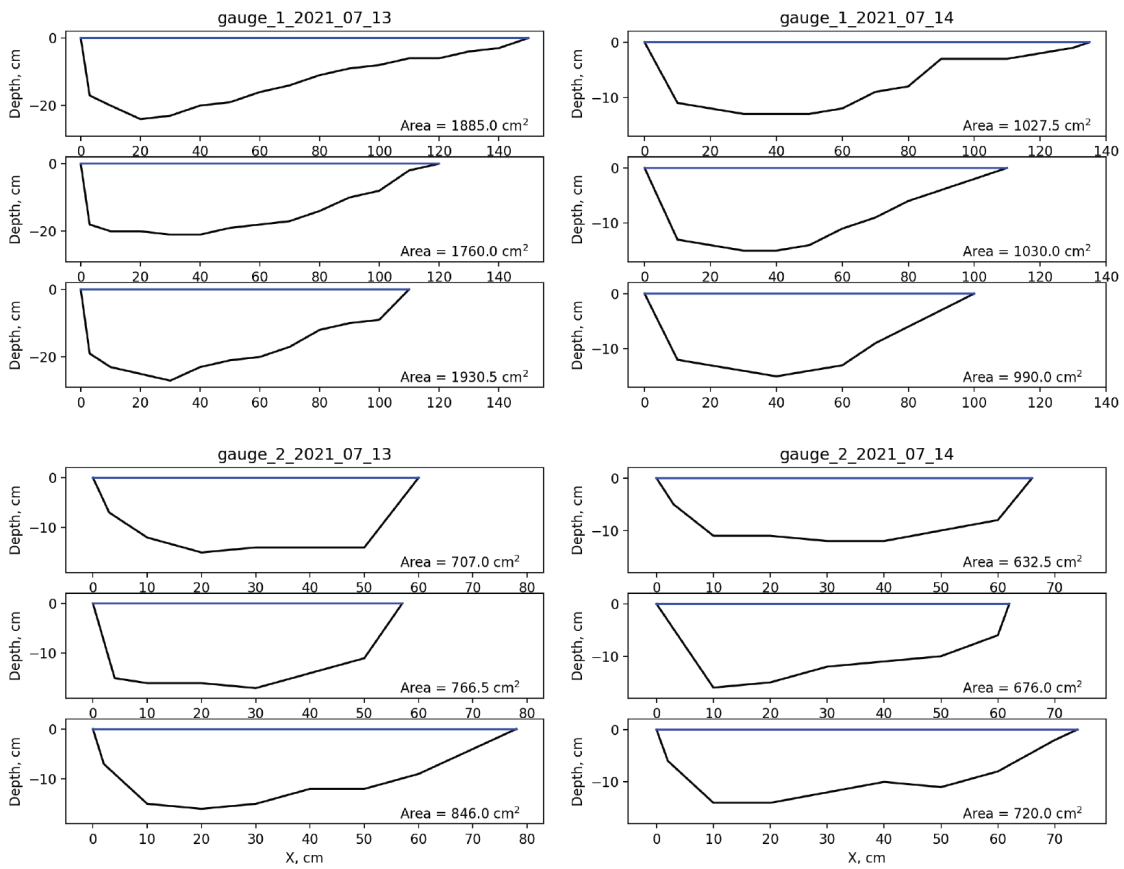 gauge_1_2021_07_13
Depth, cm
0
−20
Area = 1885.0 cm²
0 20 40 60 80 100 120 140
Depth, cm
0
−20
Area = 1760.0 cm²
0 20 40 60 80 100 120 140
Depth, cm
0
−20
Area = 1930.5 cm²
0 20 40 60 80 100 120 140
gauge_1_2021_07_14
Depth, cm
0
−10
Area = 1027.5 cm²
0 20 40 60 80 100 120 140
Depth, cm
0
−10
Area = 1030.0 cm²
0 20 40 60 80 100 120 140
Depth, cm
0
−10
Area = 990.0 cm²
0 20 40 60 80 100 120 140
gauge_2_2021_07_13
Depth, cm
0
−10
Area = 707.0 cm²
0 10 20 30 40 50 60 70 80
Depth, cm
0
−10
Area = 766.5 cm²
0 10 20 30 40 50 60 70 80
Depth, cm
0
−10
Area = 846.0 cm²
0 10 20 30 40 50 60 70 80
X, cm
gauge_2_2021_07_14
Depth, cm
0
−10
Area = 632.5 cm²
0 10 20 30 40 50 60 70
Depth, cm
0
−10
Area = 676.0 cm²
0 10 20 30 40 50 60 70
Depth, cm
0
−10
Area = 720.0 cm²
0 10 20 30 40 50 60 70
X, cm